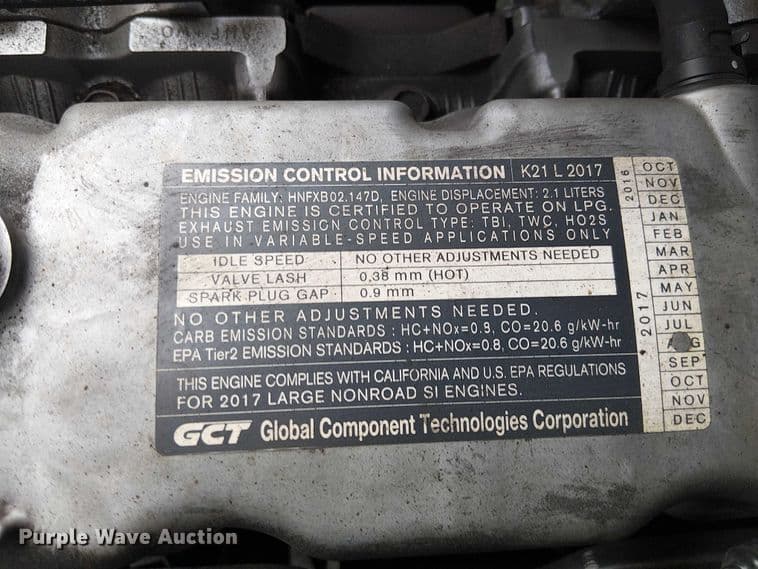 EMISSION CONTROL INFORMATION K21 L 2017
ENGINE FAMILY: HNFXB02.147D, ENGINE DISPLACEMENT: 2.1 LITERS
THIS ENGINE IS CERTIFIED TO OPERATE ON LPG.
EXHAUST EMISSION CONTROL TYPE: TBI, TWC, HO2S
USE IN VARIABLE-SPEED APPLICATIONS ONLY
IDLE SPEED NO OTHER ADJUSTMENTS NEEDED
VALVE LASH 0.38 mm (HOT)
SPARK PLUG GAP 0.9 mm
NO OTHER ADJUSTMENTS NEEDED.
CARB EMISSION STANDARDS : HC+NOx=0.8, CO=20.6 g/kW-hr
EPA Tier2 EMISSION STANDARDS : HC+NOx=0.8, CO=20.6 g/kW-hr
THIS ENGINE COMPLIES WITH CALIFORNIA AND U.S. EPA REGULATIONS
FOR 2017 LARGE NONROAD SI ENGINES.
GCT Global Component Technologies Corporation
2016
OCT
NOV
DEC
2017
JAN
FEB
MAR
APR
MAY
JUN
JUL
SEP
OCT
NOV
DEC
Purple Wave Auction